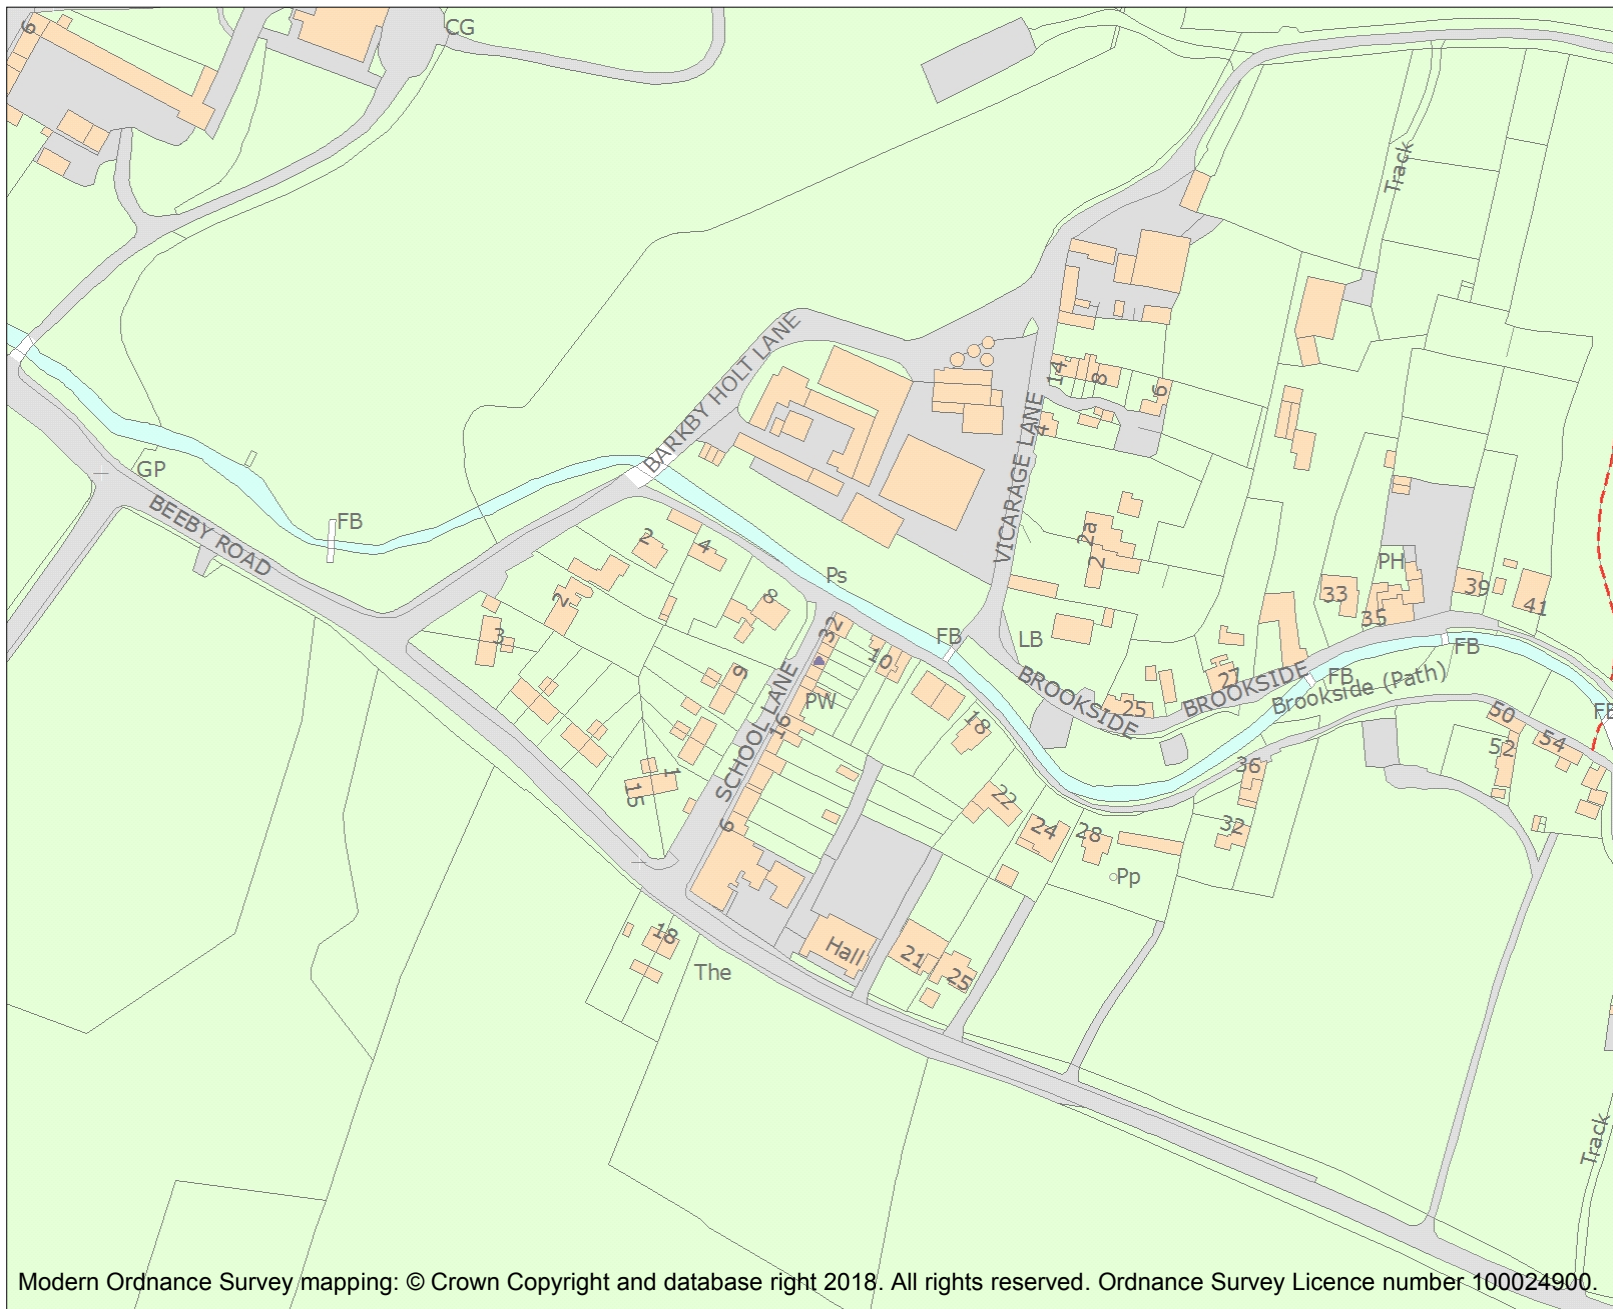 6
CG
Track
BARKBY HOLT LANE
14
8
6
4
VICARAGE LANE
GP
BEEBY ROAD
FB
2
4
2a
2
PH
Ps
8
2
3
32
10
FB
LB
33
35
39
41
FB
9
PW
16
SCHOOL LANE
BROOKSIDE
25
27
BROOKSIDE
FB
Brookside (Path)
18
50
52
54
FB
1
15
6
22
24
28
36
32
Pp
18
The
Hall
21
25
Track
Modern Ordnance Survey mapping: © Crown Copyright and database right 2018. All rights reserved. Ordnance Survey Licence number 100024900.